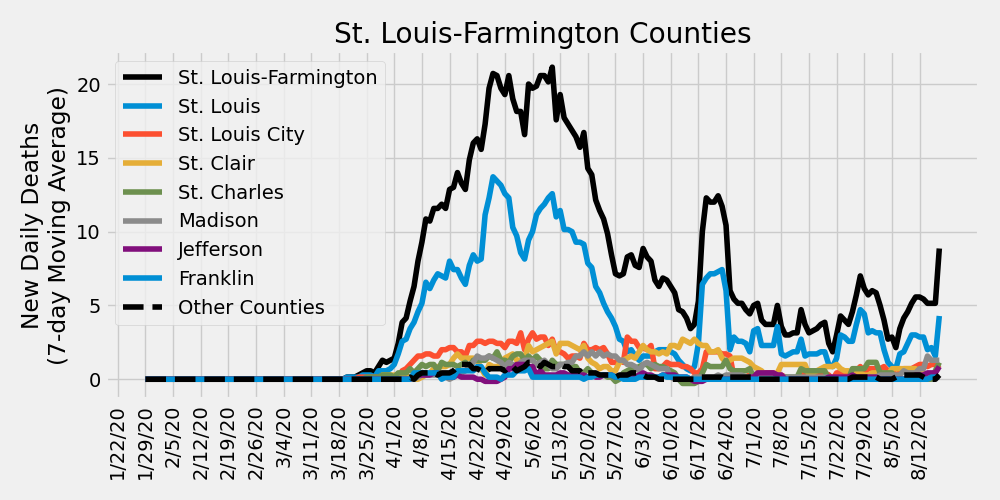 St. Louis-Farmington Counties
New Daily Deaths
(7-day Moving Average)
20
15
10
5
0
St. Louis-Farmington
St. Louis
St. Louis City
St. Clair
St. Charles
Madison
Jefferson
Franklin
Other Counties
1/22/20
1/29/20
2/5/20
2/12/20
2/19/20
2/26/20
3/4/20
3/11/20
3/18/20
3/25/20
4/1/20
4/8/20
4/15/20
4/22/20
4/29/20
5/6/20
5/13/20
5/20/20
5/27/20
6/3/20
6/10/20
6/17/20
6/24/20
7/1/20
7/8/20
7/15/20
7/22/20
7/29/20
8/5/20
8/12/20